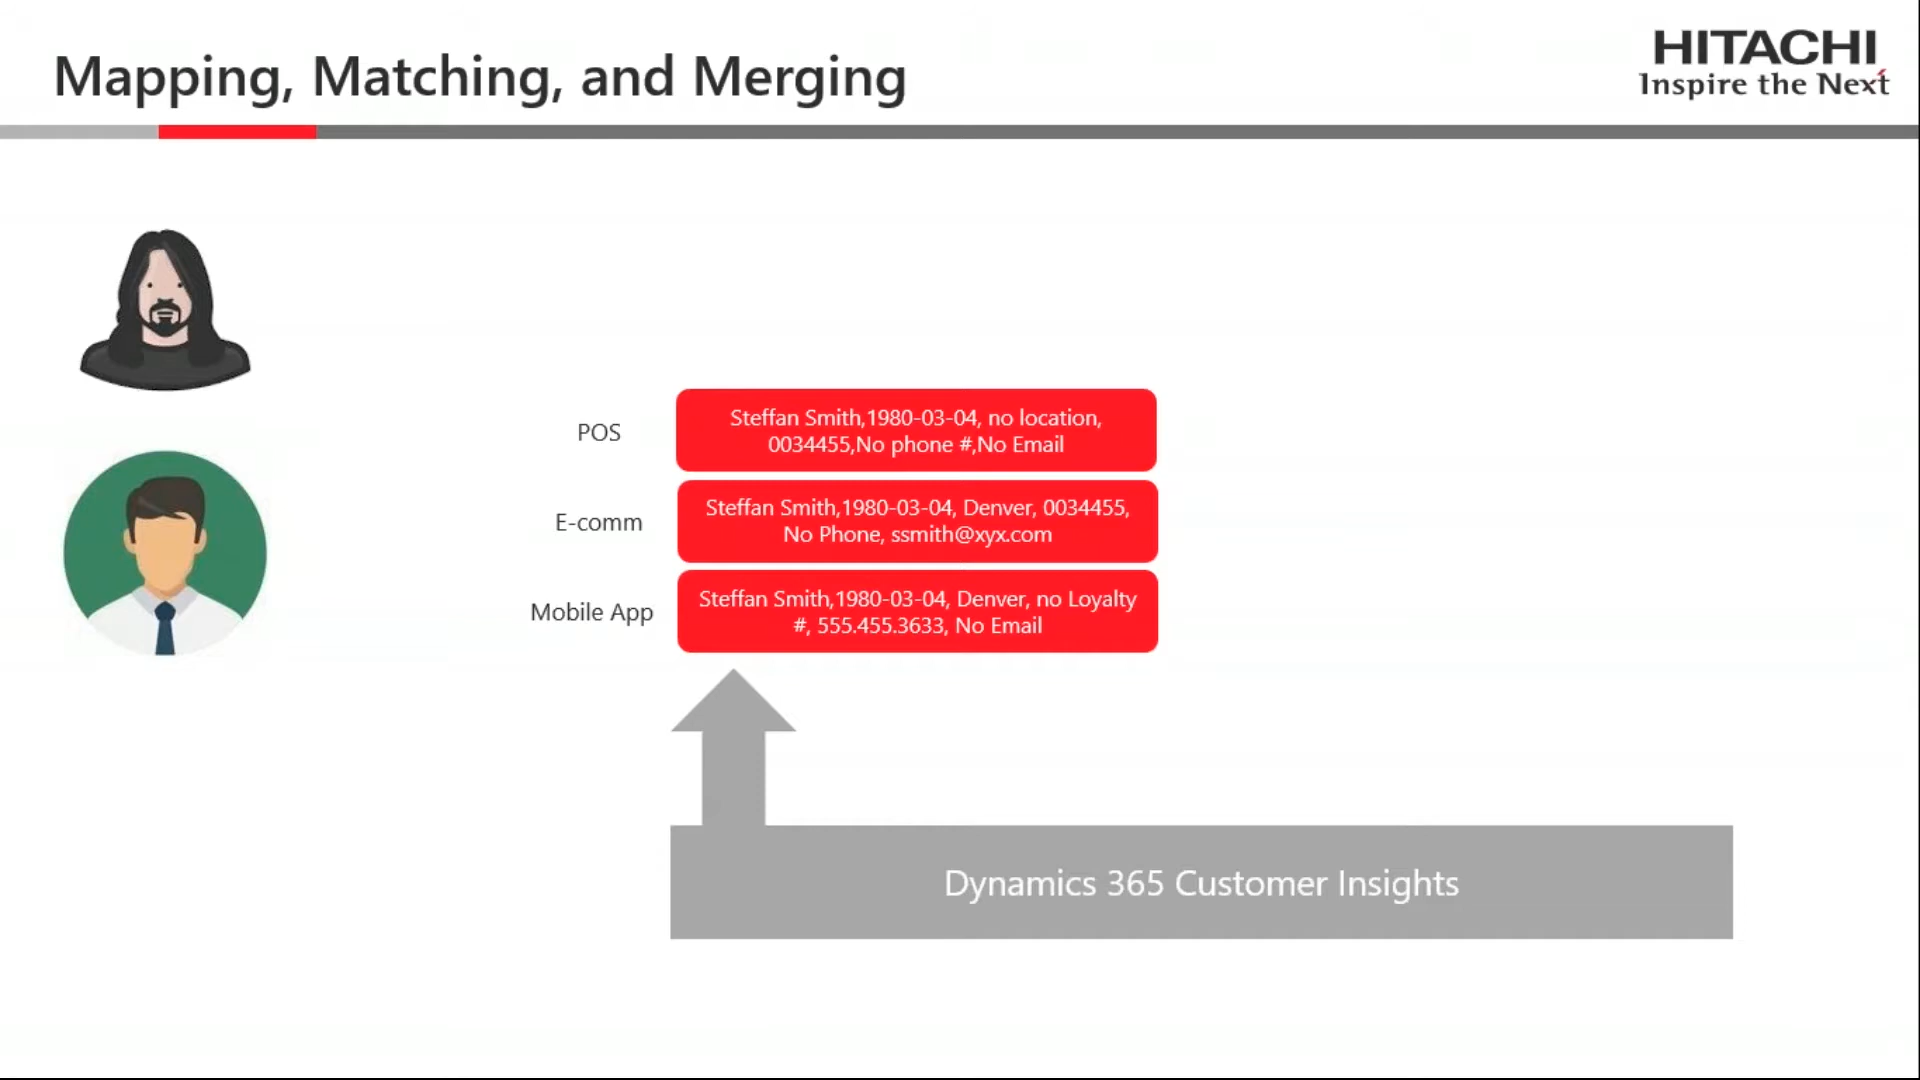 Mapping, Matching, and Merging
HITACHI
Inspire the Next
POS
Steffan Smith,1980-03-04, no location,
0034455,No phone #,No Email
E-comm
Steffan Smith,1980-03-04, Denver, 0034455,
No Phone, ssmith@xyx.com
Mobile App
Steffan Smith,1980-03-04, Denver, no Loyalty
#, 555.455.3633, No Email
Dynamics 365 Customer Insights